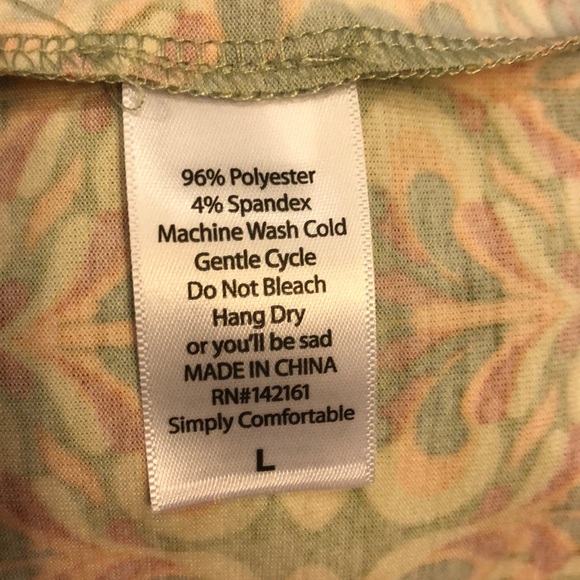 96% Polyester
4% Spandex
Machine Wash Cold
Gentle Cycle
Do Not Bleach
Hang Dry
or you'll be sad
MADE IN CHINA
RN#142161
Simply Comfortable
L